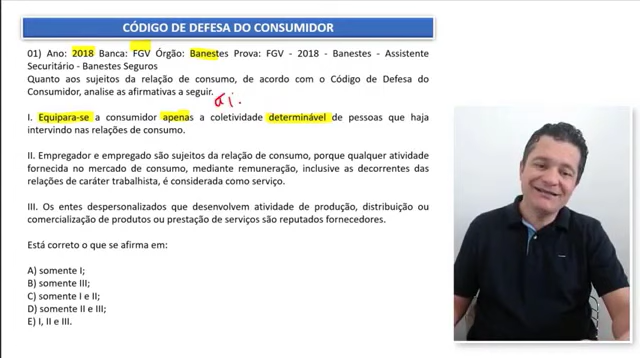 CÓDIGO DE DEFESA DO CONSUMIDOR
01) Ano: 2018 Banca: FGV Órgão: Banestes Prova: FGV - 2018 - Banestes - Assistente
Securitário - Banestes Seguros
Quanto aos sujeitos da relação de consumo, de acordo com o Código de Defesa do
Consumidor, analise as afirmativas a seguir.
I. Equipara-se a consumidor apenas a coletividade determinável de pessoas que haja
intervindo nas relações de consumo.
II. Empregador e empregado são sujeitos da relação de consumo, porque qualquer atividade
fornecida no mercado de consumo, mediante remuneração, inclusive as decorrentes das
relações de caráter trabalhista, é considerada como serviço.
III. Os entes despersonalizados que desenvolvem atividade de produção, distribuição ou
comercialização de produtos ou prestação de serviços são reputados fornecedores.
Está correto o que se afirma em:
A) somente I;
B) somente III;
C) somente I e II;
D) somente II e III;
E) I, II e III.